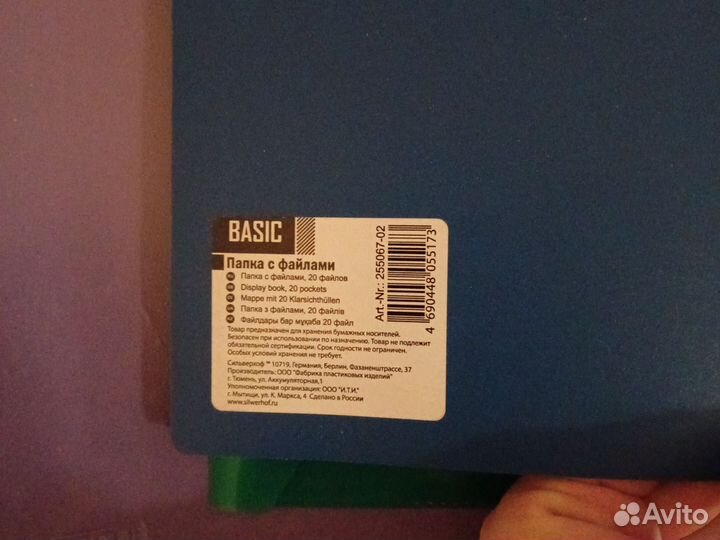 BASIC
Папка с файлами
RU Папка с файлами, 20 файлов
Display book, 20 pockets
Mappe mit 20 Klarsichthüllen
Папка з файлами, 20 файлів
Файлдары бар мұқаба 20 файл
Товар предназначен для хранения бумажных носителей.
Безопасен при использовании по назначению. Товар не подлежит
обязательной сертификации. Срок годности не ограничен.
Особых условий хранения не требует.
Сильверхоф ™ 10719, Германия, Берлин, Фазаненштрассе, 37
Производитель: ООО "Фабрика пластиковых изделий"
г. Тюмень, ул. Аккумуляторная,1
Уполномоченная организация: ООО "И.Т.И."
г. Мытищи, ул. К. Маркса, 4 Сделано в России
www.silwerhof.ru
Art.-Nr.: 255067-02
4 690448 055173
Avito